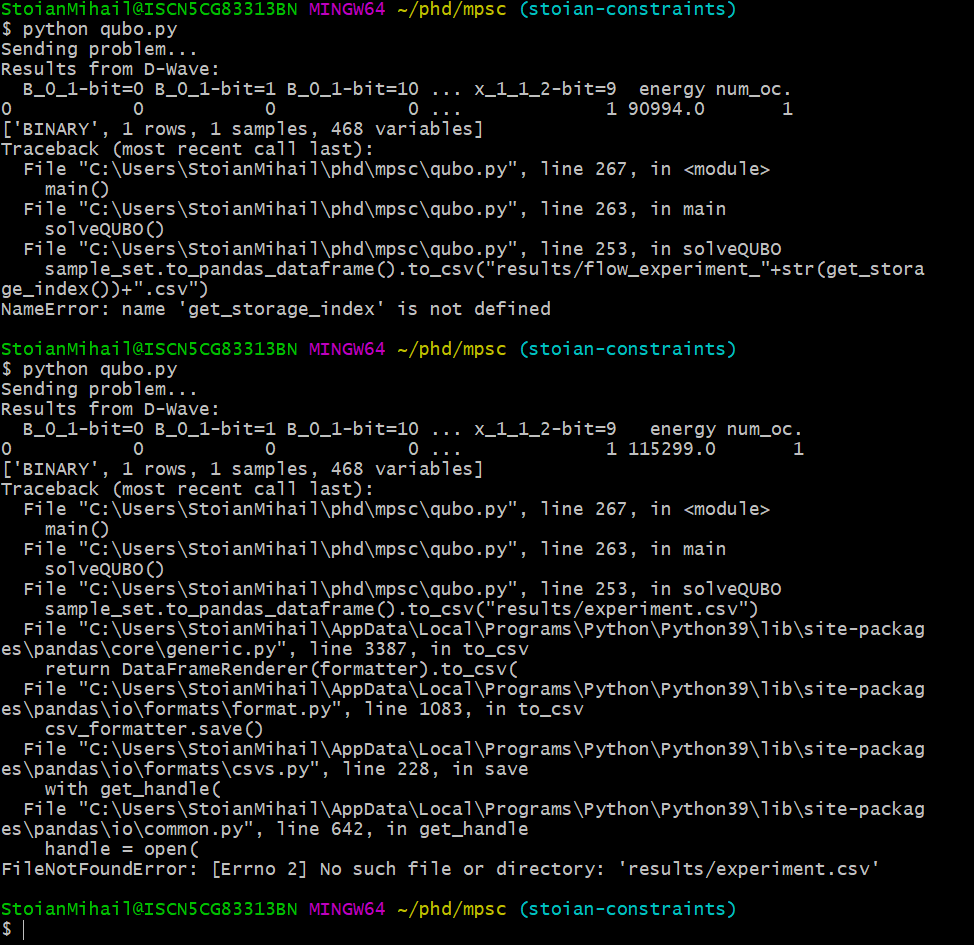 StoianMihail@ISCN5CG83313BN MINGW64 ~/phd/mpsc (stoian-constraints)
$ python qubo.py
Sending problem...
Results from D-Wave:
  B_0_1-bit=0 B_0_1-bit=1 B_0_1-bit=10 ... x_1_1_2-bit=9  energy num_oc.
0           0           0            0 ...             1 90994.0       1
['BINARY', 1 rows, 1 samples, 468 variables]
Traceback (most recent call last):
  File "C:\Users\StoianMihail\phd\mpsc\qubo.py", line 267, in <module>
    main()
  File "C:\Users\StoianMihail\phd\mpsc\qubo.py", line 263, in main
    solveQUBO()
  File "C:\Users\StoianMihail\phd\mpsc\qubo.py", line 253, in solveQUBO
    sample_set.to_pandas_dataframe().to_csv("results/flow_experiment_"+str(get_stora
ge_index())+".csv")
NameError: name 'get_storage_index' is not defined
StoianMihail@ISCN5CG83313BN MINGW64 ~/phd/mpsc (stoian-constraints)
$ python qubo.py
Sending problem...
Results from D-Wave:
  B_0_1-bit=0 B_0_1-bit=1 B_0_1-bit=10 ... x_1_1_2-bit=9   energy num_oc.
0           0           0            0 ...             1 115299.0       1
['BINARY', 1 rows, 1 samples, 468 variables]
Traceback (most recent call last):
  File "C:\Users\StoianMihail\phd\mpsc\qubo.py", line 267, in <module>
    main()
  File "C:\Users\StoianMihail\phd\mpsc\qubo.py", line 263, in main
    solveQUBO()
  File "C:\Users\StoianMihail\phd\mpsc\qubo.py", line 253, in solveQUBO
    sample_set.to_pandas_dataframe().to_csv("results/experiment.csv")
  File "C:\Users\StoianMihail\AppData\Local\Programs\Python\Python39\lib\site-packag
es\pandas\core\generic.py", line 3387, in to_csv
    return DataFrameRenderer(formatter).to_csv(
  File "C:\Users\StoianMihail\AppData\Local\Programs\Python\Python39\lib\site-packag
es\pandas\io\formats\format.py", line 1083, in to_csv
    csv_formatter.save()
  File "C:\Users\StoianMihail\AppData\Local\Programs\Python\Python39\lib\site-packag
es\pandas\io\formats\csvs.py", line 228, in save
    with get_handle(
  File "C:\Users\StoianMihail\AppData\Local\Programs\Python\Python39\lib\site-packag
es\pandas\io\common.py", line 642, in get_handle
    handle = open(
FileNotFoundError: [Errno 2] No such file or directory: 'results/experiment.csv'
StoianMihail@ISCN5CG83313BN MINGW64 ~/phd/mpsc (stoian-constraints)
$